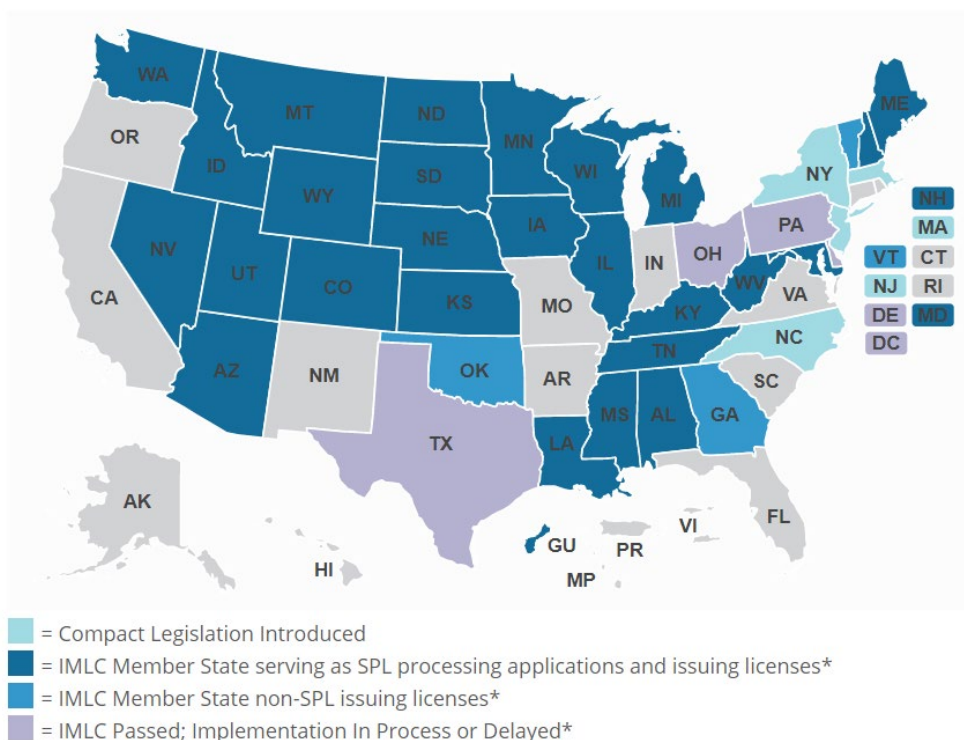 WA
MT
ND
MN
ME
OR
ID
SD
WI
NY
WY
MI
NH
IA
PA
MA
NE
NV
OH
VT
CT
UT
IL
IN
CO
WV
NJ
RI
CA
KS
MO
VA
KY
DE
MD
NC
DC
TN
AZ
OK
NM
AR
SC
MS
AL
GA
TX
LA
AK
FL
VI
GU
PR
HI
MP
= Compact Legislation Introduced
= IMLC Member State serving as SPL processing applications and issuing licenses*
= IMLC Member State non-SPL issuing licenses*
= IMLC Passed; Implementation In Process or Delayed*